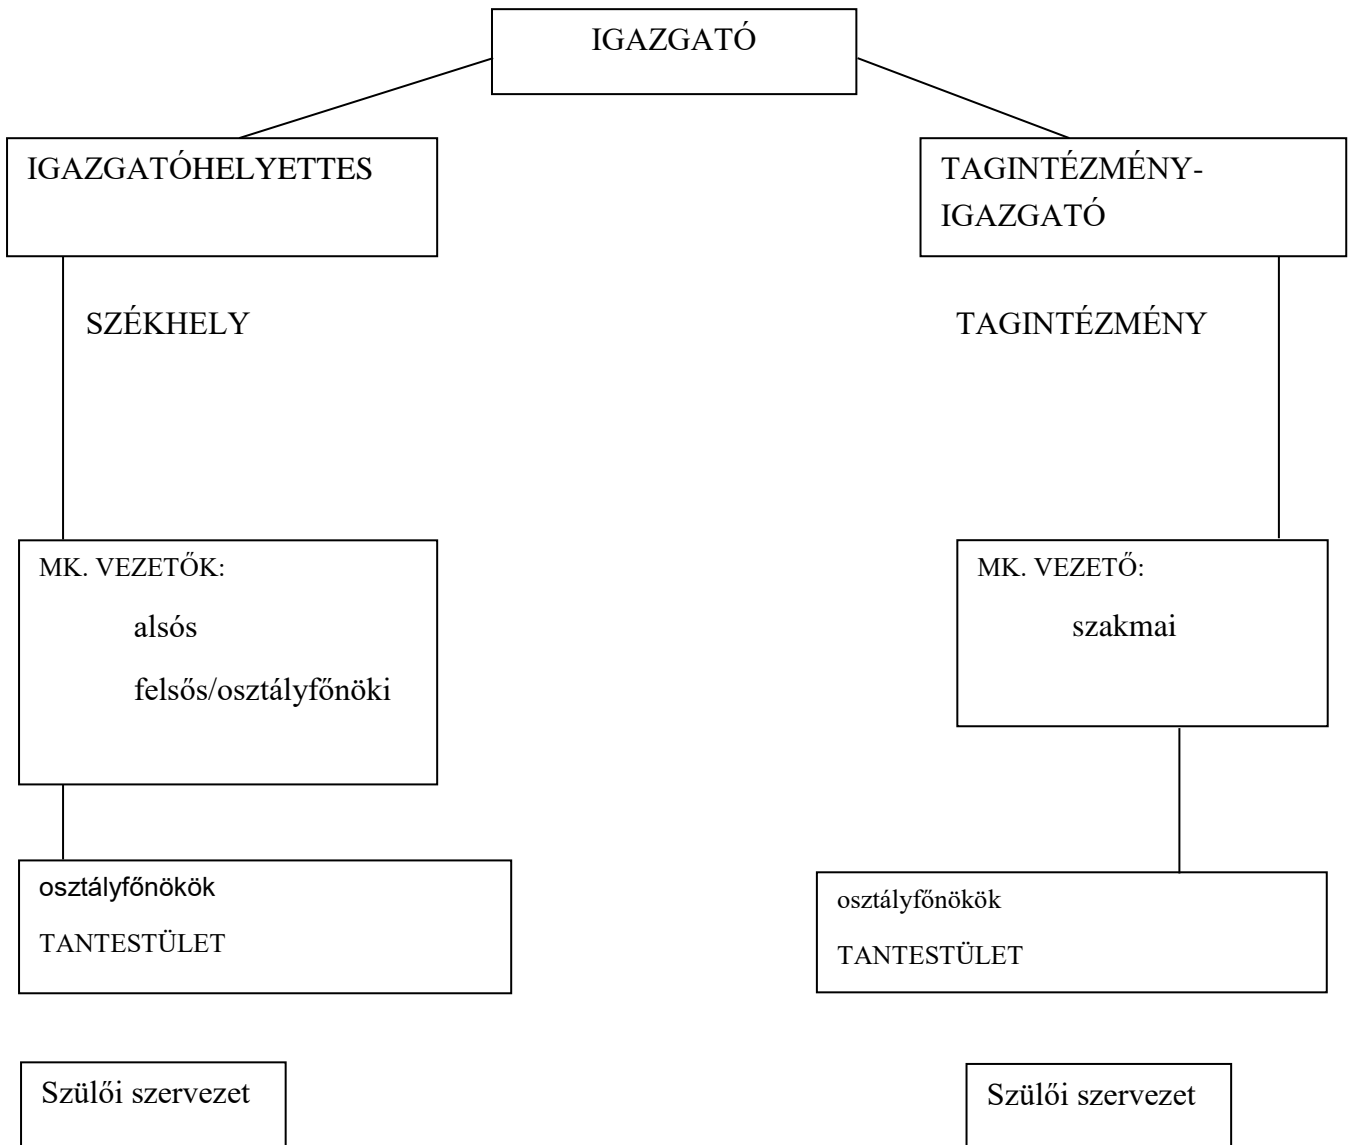 IGAZGATÓ
IGAZGATÓHELYETTES
TAGINTÉZMÉNY-
IGAZGATÓ
SZÉKHELY
TAGINTÉZMÉNY
MK. VEZETŐK:
alsós
felsős/osztályfőnöki
MK. VEZETŐ:
szakmai
osztályfőnökök
TANTESTÜLET
osztályfőnökök
TANTESTÜLET
Szülői szervezet
Szülői szervezet